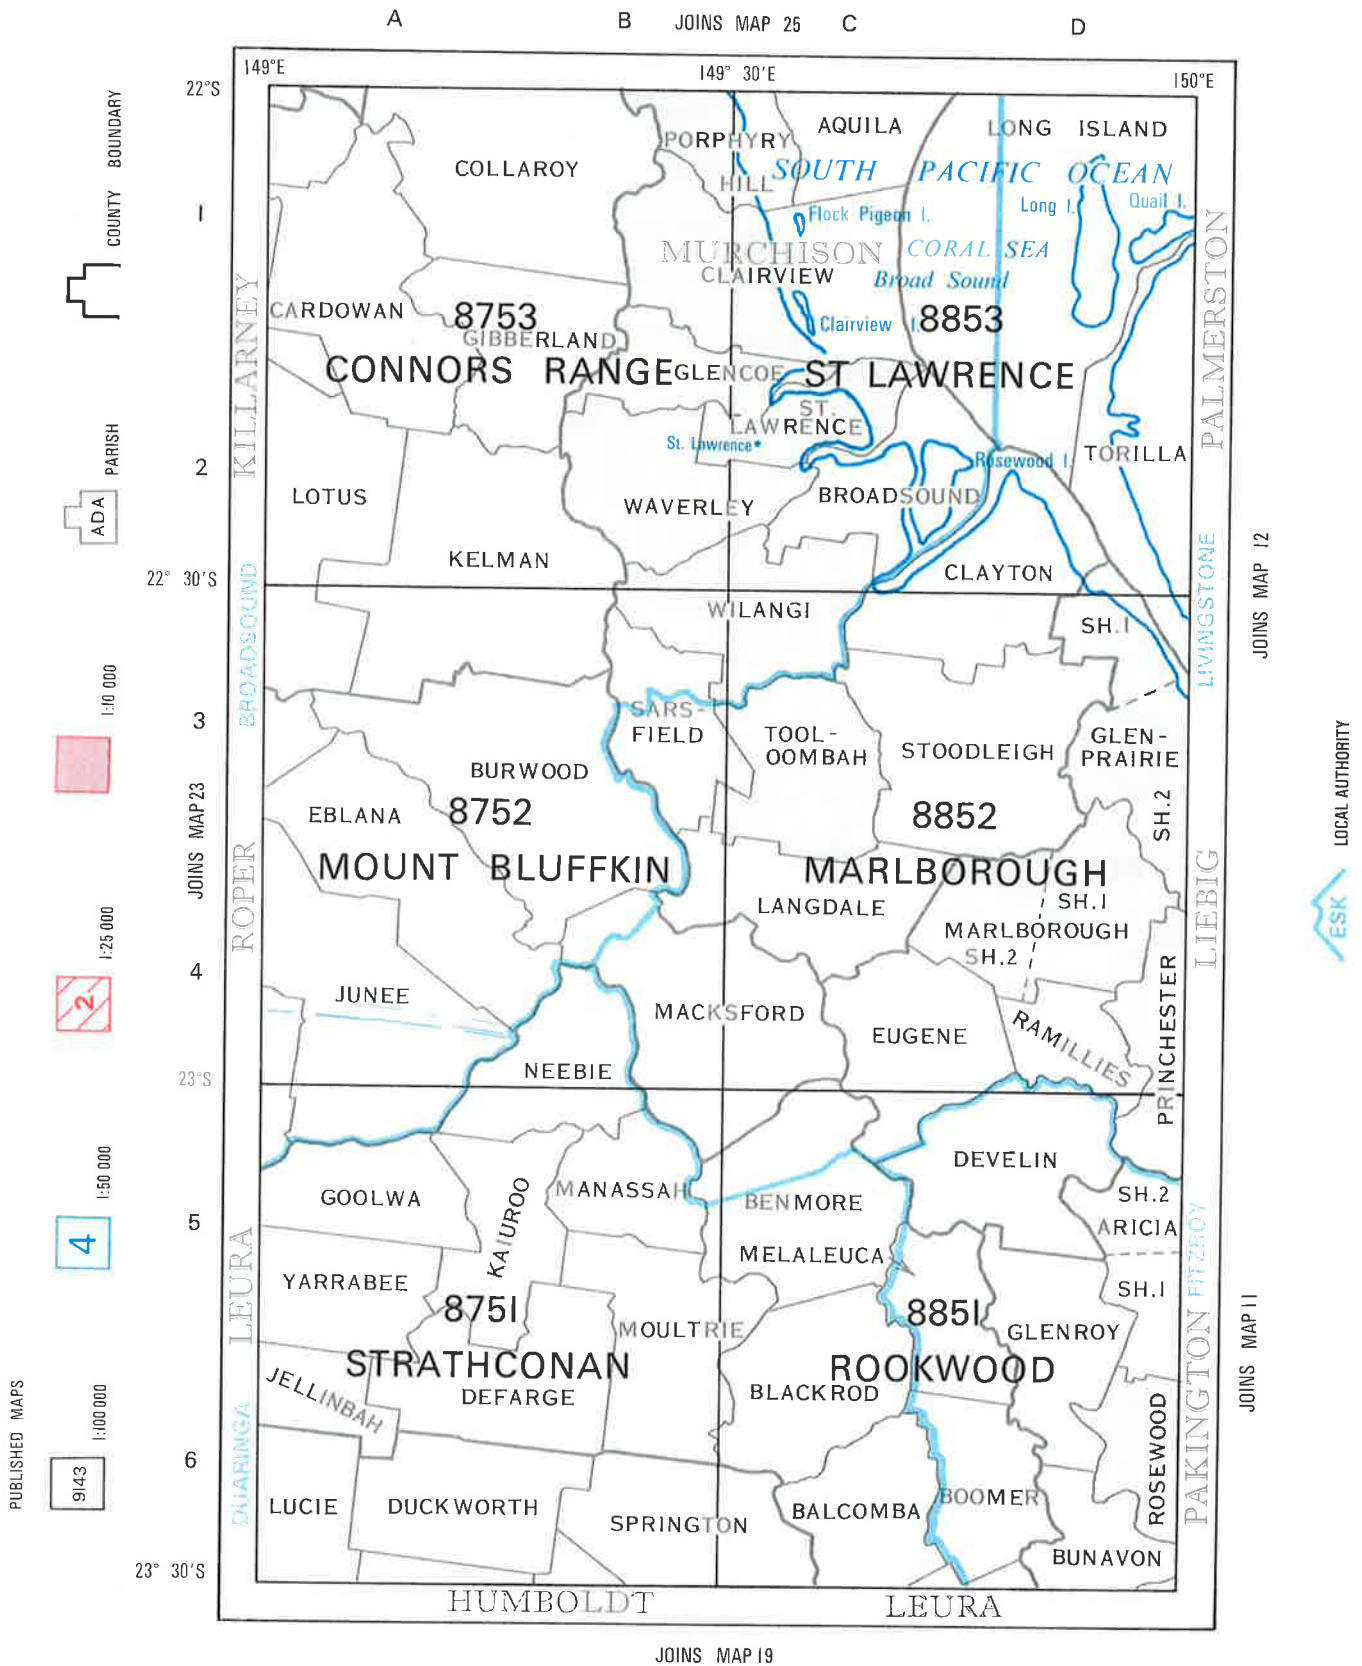 A
B
JOINS MAP 25
C
D
149°E
149° 30'E
150°E
22°S
COUNTY BOUNDARY
PORPHYRY
HILL
AQUILA
LONG ISLAND
COLLAROY
SOUTH PACIFIC OCEAN
Long I.
Quail I.
Flock Pigeon I.
1
MURCHISON
CORAL SEA
CLAIRVIEW
Broad Sound
PALMERSTON
KILLARNEY
CARDOWAN
8753
GIBBERLAND
Clairview I.
8853
CONNORS RANGE
GLENCOE
ST LAWRENCE
ST.
LAWRENCE
St. Lawrence
PARISH
ADA
2
Rosewood I.
TORILLA
LOTUS
WAVERLEY
BROADSOUND
KELMAN
CLAYTON
22° 30'S
BROADSOUND
LIVINGSTONE
JOINS MAP 12
WILANGI
SH.1
1:10 000
3
SARS-
FIELD
TOOL-
OOMBAH
STOODLEIGH
GLEN-
PRAIRIE
SH.2
BURWOOD
EBLANA
8752
8852
JOINS MAP 23
LOCAL AUTHORITY
ESK
MOUNT BLUFFKIN
MARLBOROUGH
ROPER
LIEBIG
LANGDALE
SH.1
MARLBOROUGH
SH.2
1:25 000
2
4
JUNEE
MACKSFORD
EUGENE
RAMILLIES
PRINCHESTER
NEEBIE
23°S
1:50 000
4
5
GOOLWA
KAIUROO
MANASSAH
BENMORE
DEVELIN
SH.2
ARICIA
MELALEUCA
FITZROY
LEURA
YARRABEE
SH.1
8751
8851
MOULTRIE
GLENROY
JOINS MAP 11
STRATHCONAN
ROOKWOOD
JELLINBAH
DEFARGE
BLACKROD
PAKINGTON
ROSEWOOD
PUBLISHED MAPS
1:100 000
9143
DUARINGA
6
LUCIE
DUCKWORTH
SPRINGTON
BALCOMBA
BOOMER
BUNAVON
23° 30'S
HUMBOLDT
LEURA
JOINS MAP 19